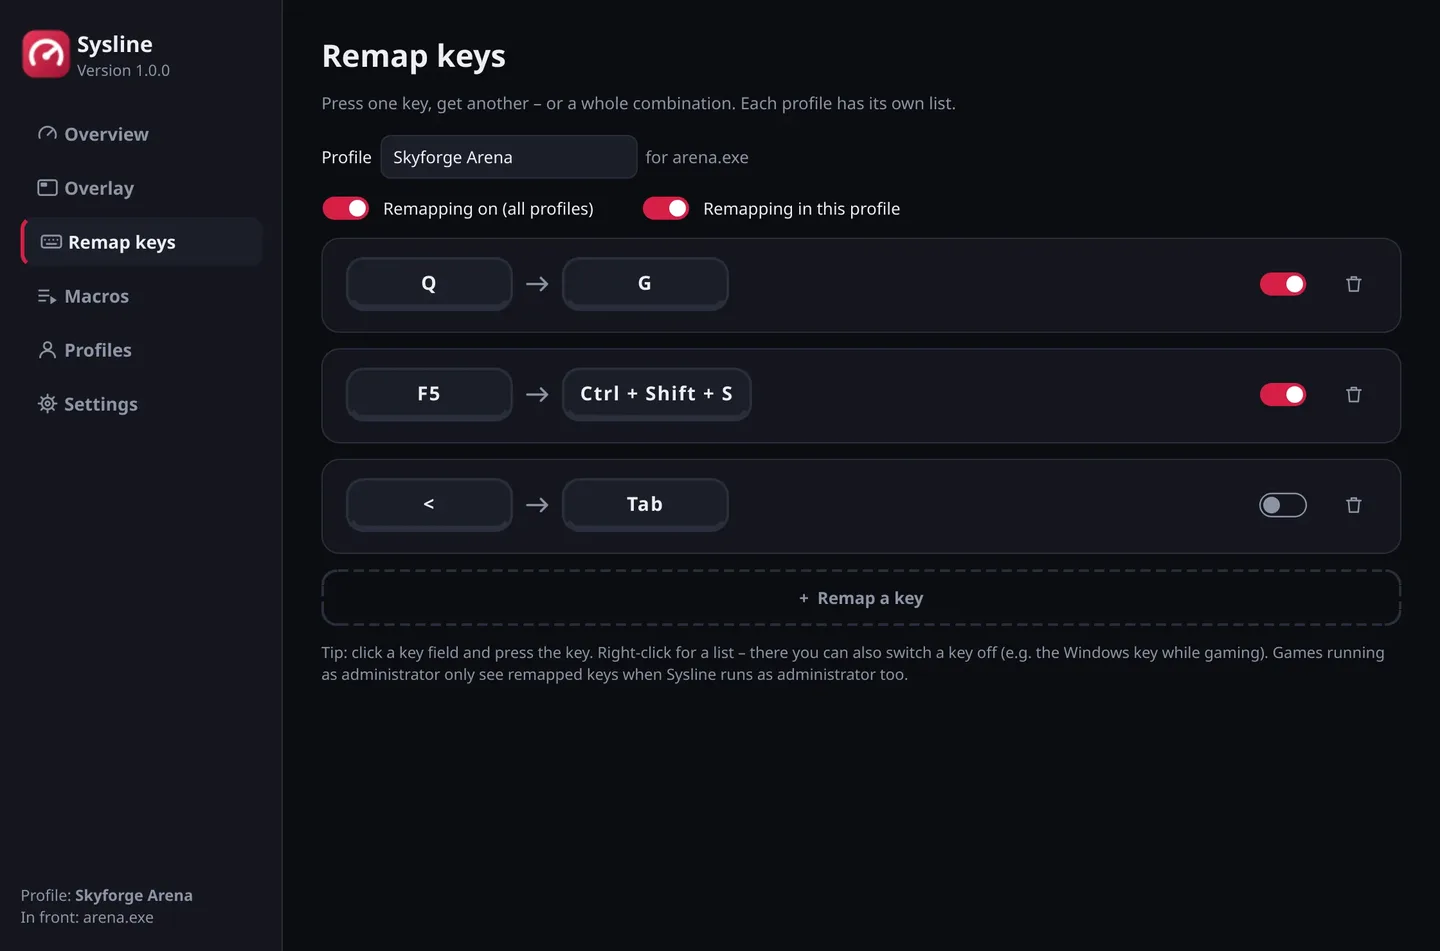 Sysline
Version 1.0.0
Overview
Overlay
Remap keys
Macros
Profiles
Settings
Profile: Skyforge Arena
In front: arena.exe
Remap keys
Press one key, get another – or a whole combination. Each profile has its own list.
Profile Skyforge Arena for arena.exe
Remapping on (all profiles) Remapping in this profile
Q → G
F5 → Ctrl + Shift + S
< → Tab
+ Remap a key
Tip: click a key field and press the key. Right-click for a list – there you can also switch a key off (e.g. the Windows key while gaming). Games running
as administrator only see remapped keys when Sysline runs as administrator too.